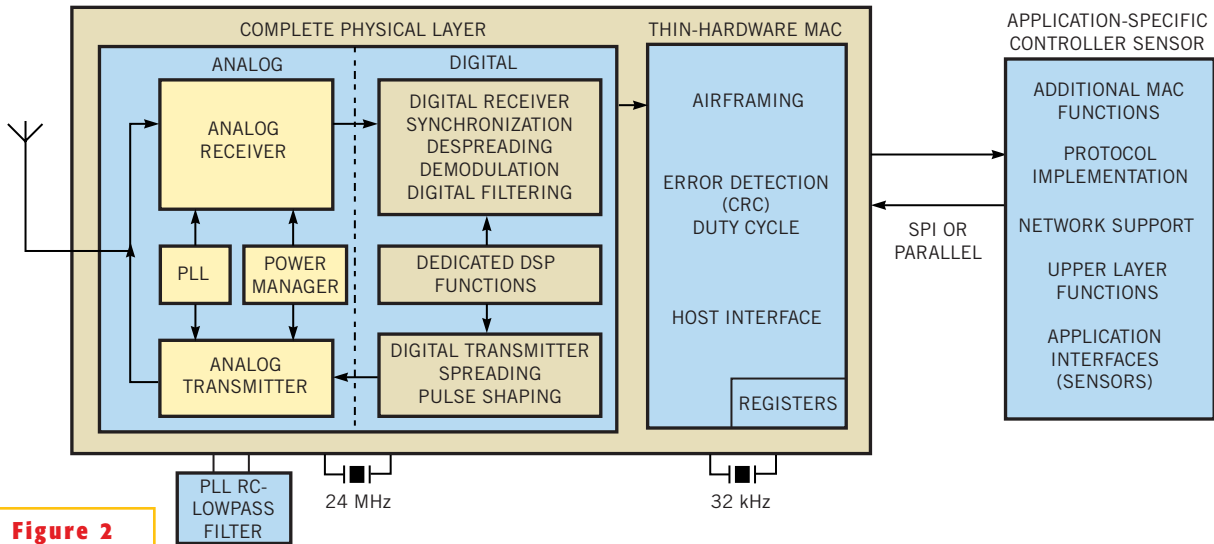 COMPLETE PHYSICAL LAYER
THIN-HARDWARE MAC
APPLICATION-SPECIFIC
CONTROLLER SENSOR
ANALOG
DIGITAL
ANALOG
RECEIVER
DIGITAL RECEIVER
SYNCHRONIZATION
DESPREADING
DEMODULATION
DIGITAL FILTERING
PLL
POWER
MANAGER
DEDICATED DSP
FUNCTIONS
ANALOG
TRANSMITTER
DIGITAL TRANSMITTER
SPREADING
PULSE SHAPING
AIRFRAMING
ERROR DETECTION
(CRC)
DUTY CYCLE
HOST INTERFACE
REGISTERS
SPI OR
PARALLEL
ADDITIONAL MAC
FUNCTIONS
PROTOCOL
IMPLEMENTATION
NETWORK SUPPORT
UPPER LAYER
FUNCTIONS
APPLICATION
INTERFACES
(SENSORS)
PLL RC-
LOWPASS
FILTER
24 MHz
32 kHz
Figure 2